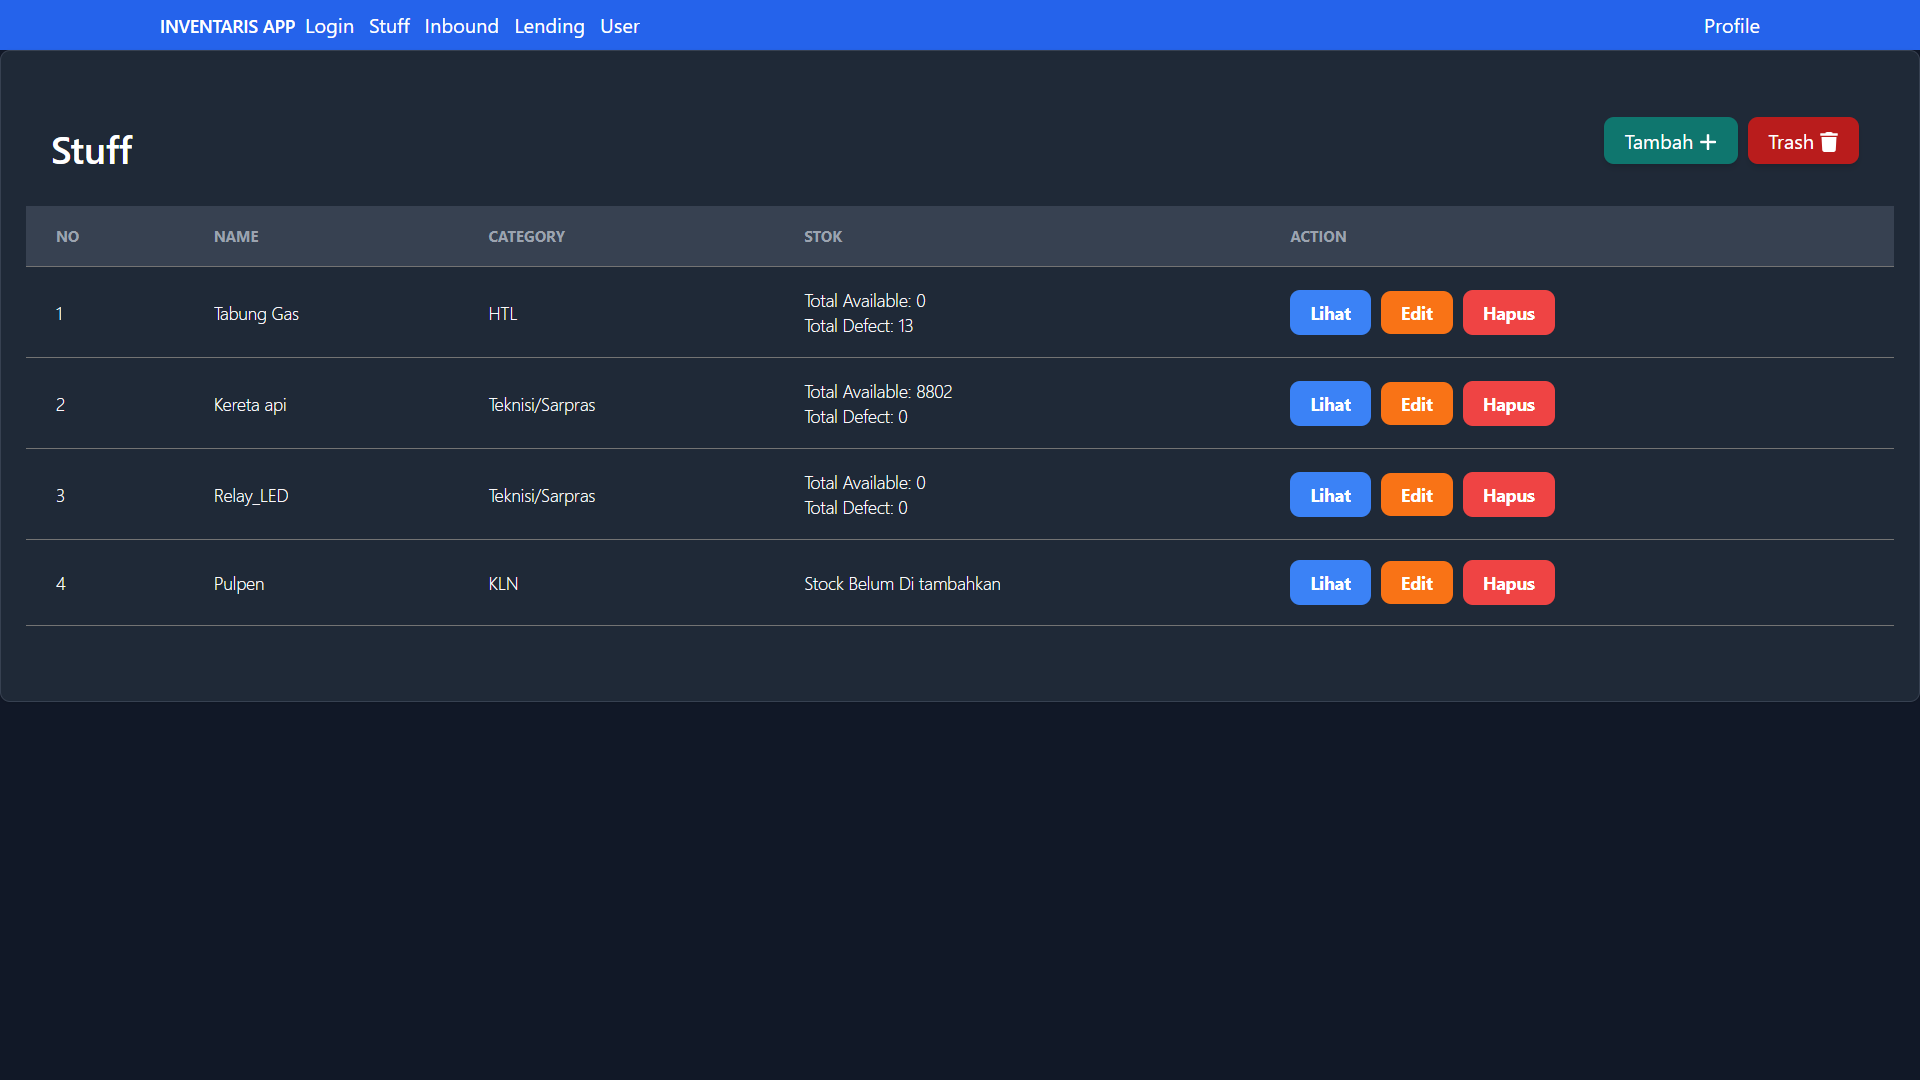 INVENTARIS APP Login Stuff Inbound Lending User Profile
Stuff
Tambah Trash
NO NAME CATEGORY STOK ACTION
1 Tabung Gas HTL Total Available: 0
Total Defect: 13
Lihat Edit Hapus
2 Kereta api Teknisi/Sarpras Total Available: 8802
Total Defect: 0
Lihat Edit Hapus
3 Relay_LED Teknisi/Sarpras Total Available: 0
Total Defect: 0
Lihat Edit Hapus
4 Pulpen KLN Stock Belum Di tambahkan Lihat Edit Hapus